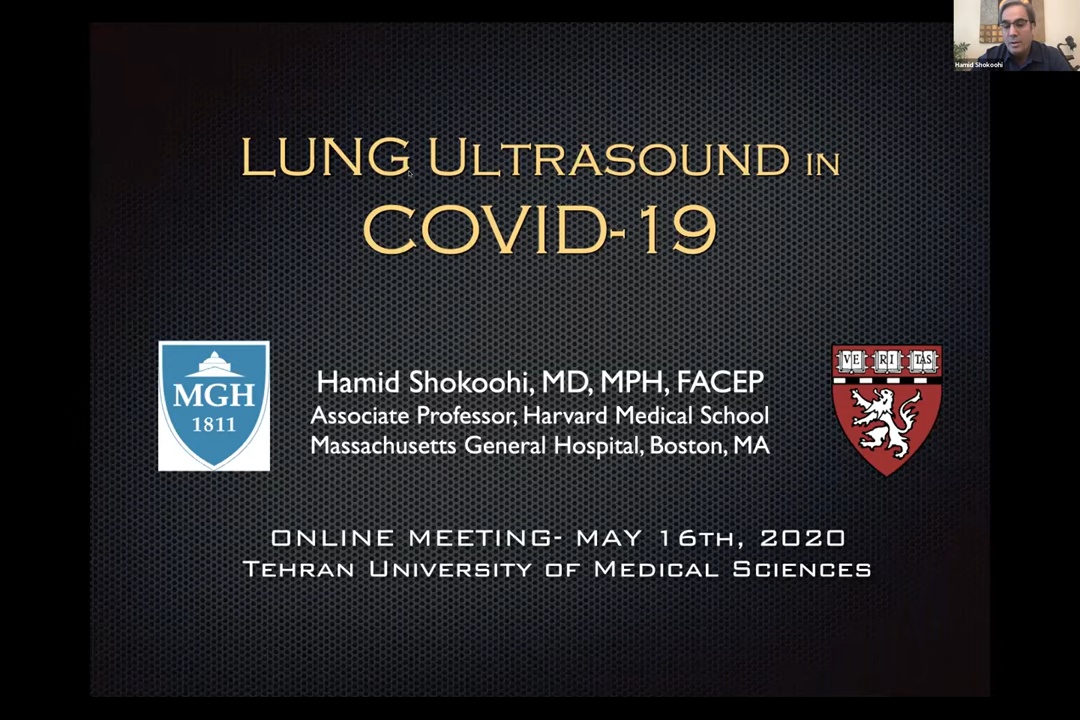 Hamid Shokoohi
LUNG ULTRASOUND IN
COVID-19
MGH
1811
Hamid Shokoohi, MD, MPH, FACEP
Associate Professor, Harvard Medical School
Massachusetts General Hospital, Boston, MA
VE RI TAS
ONLINE MEETING- MAY 16TH, 2020
TEHRAN UNIVERSITY OF MEDICAL SCIENCES